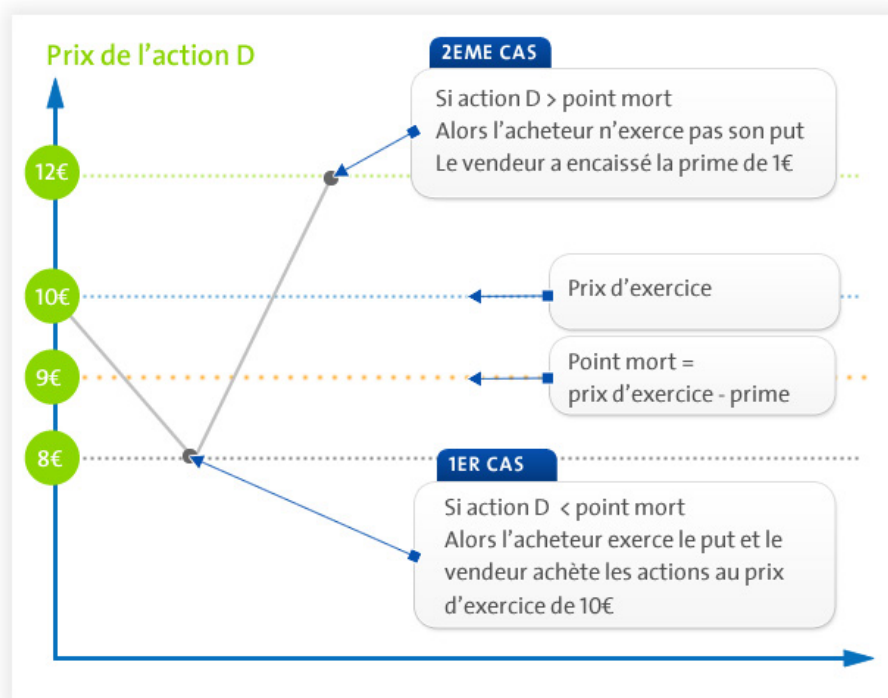 Prix de l'action D
2EME CAS
Si action D > point mort
Alors l'acheteur n'exerce pas son put
Le vendeur a encaissé la prime de 1€
12€
10€
Prix d'exercice
9€
Point mort =
prix d'exercice - prime
8€
1ER CAS
Si action D < point mort
Alors l'acheteur exerce le put et le
vendeur achète les actions au prix
d'exercice de 10€